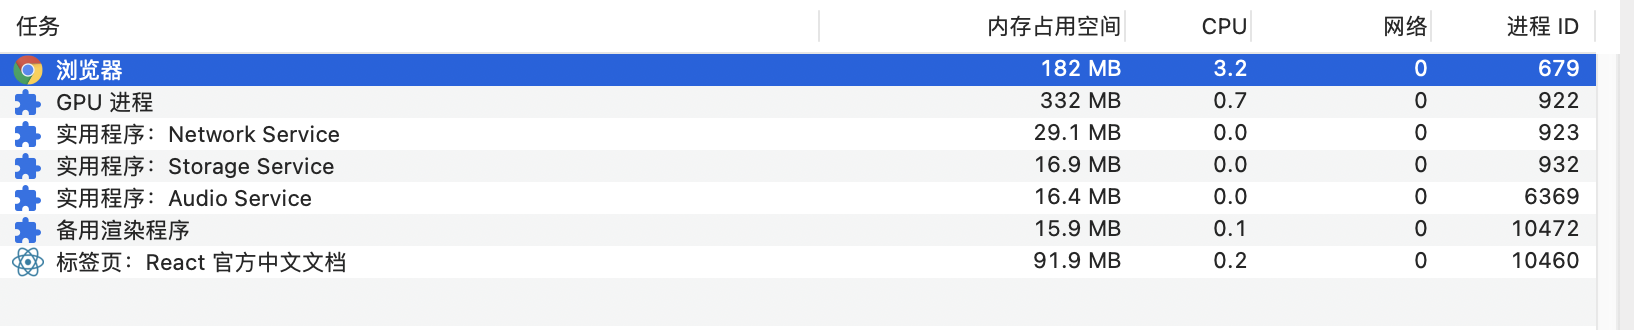 任务 内存占用空间 CPU 网络 进程 ID
浏览器 182 MB 3.2 0 679
GPU 进程 332 MB 0.7 0 922
实用程序：Network Service 29.1 MB 0.0 0 923
实用程序：Storage Service 16.9 MB 0.0 0 932
实用程序：Audio Service 16.4 MB 0.0 0 6369
备用渲染程序 15.9 MB 0.1 0 10472
标签页：React 官方中文文档 91.9 MB 0.2 0 10460